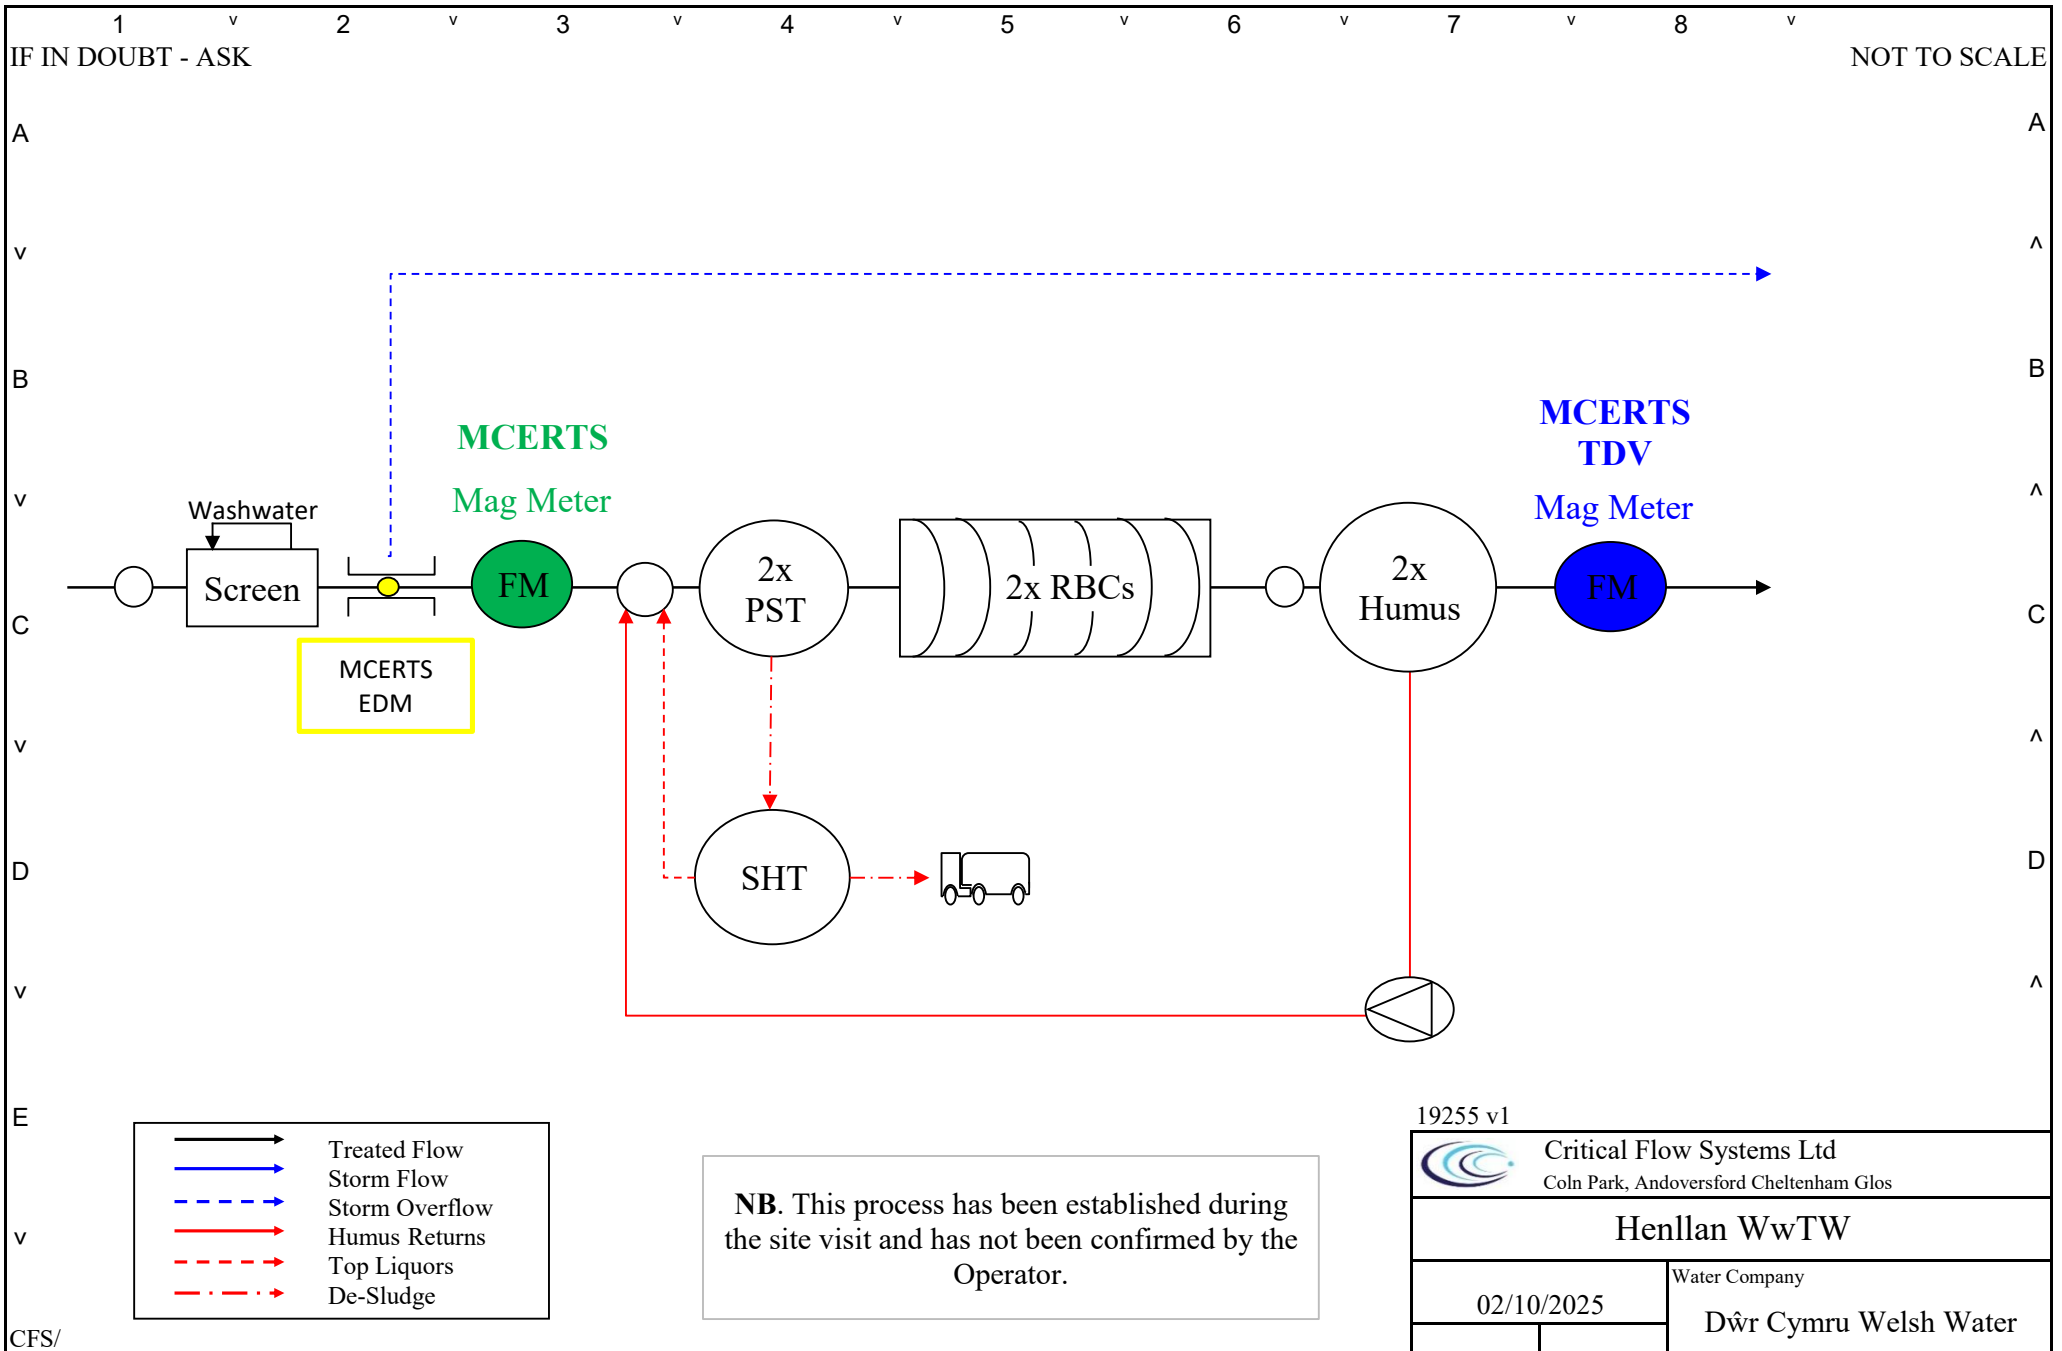 1 v 2 v 3 v 4 v 5 v 6 v 7 v 8 v
IF IN DOUBT - ASK
NOT TO SCALE
A
A
v
^
B
B
MCERTS
TDV
Mag Meter
MCERTS
Mag Meter
v
^
Washwater
Screen
FM
2x
PST
2x RBCs
2x
Humus
FM
C
C
MCERTS
EDM
v
^
D
D
SHT
v
^
E
19255 v1
Treated Flow
Storm Flow
Storm Overflow
Humus Returns
Top Liquors
De-Sludge
NB. This process has been established during
the site visit and has not been confirmed by the
Operator.
Critical Flow Systems Ltd
Coln Park, Andoversford Cheltenham Glos
Henllan WwTW
v
02/10/2025
Water Company
Dŵr Cymru Welsh Water
CFS/